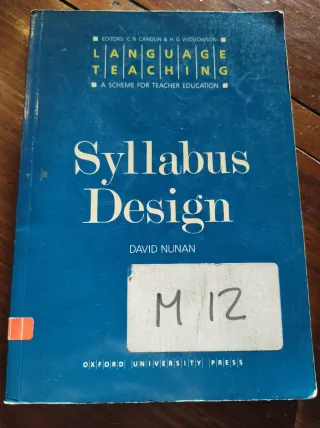 EDITORS: C N CANDLIN & H G WIDDOWSON
LANGUAGE
TEACHING
A SCHEME FOR TEACHER EDUCATION
Syllabus
Design
DAVID NUNAN
M 12
OXFORD UNIVERSITY PRESS